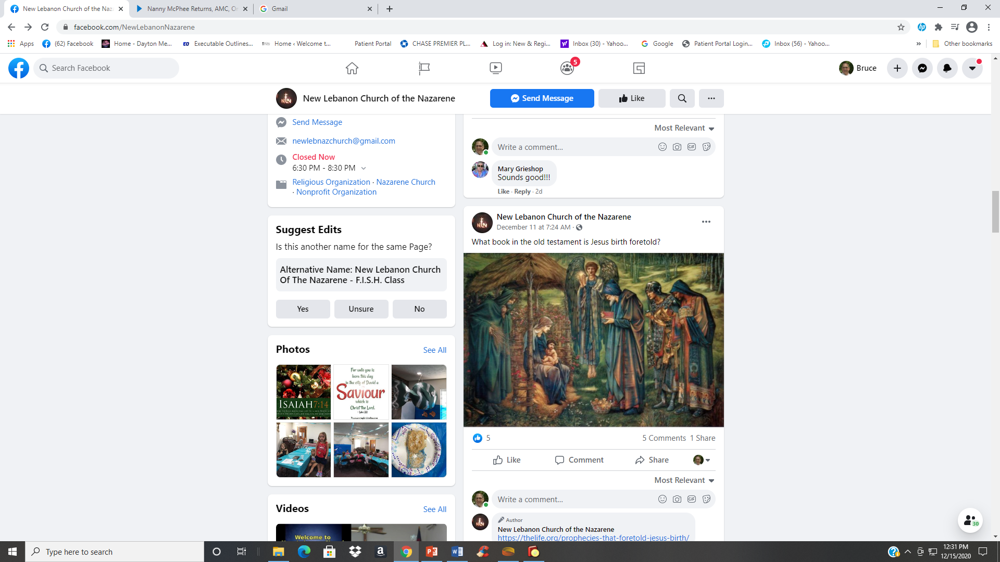 New Lebanon Church of the Naza
Nanny McPhee Returns, AMC, Or
Gmail
facebook.com/NewLebanonNazarene
Apps
(62) Facebook
Home - Dayton Me...
Executable Outlines...
Home ‹ Welcome t...
Patient Portal
CHASE PREMIER PL...
Log in: New & Regi...
Inbox (30) - Yahoo...
Google
Patient Portal Login...
Inbox (56) - Yahoo...
»
Other bookmarks
Search Facebook
5
Bruce
New Lebanon Church of the Nazarene
Send Message
Like
Send Message
newlebnazchurch@gmail.com
Closed Now
6:30 PM - 8:30 PM
Religious Organization · Nazarene Church
· Nonprofit Organization
Suggest Edits
Is this another name for the same Page?
Alternative Name: New Lebanon Church
Of The Nazarene - F.I.S.H. Class
Yes
Unsure
No
Photos
See All
ISAIAH 7:14
For unto you is
born this day
in the city of David a
Saviour
which is
Christ the Lord.
- Luke 2:11
Videos
See All
Welcome to
Most Relevant
Write a comment...
GIF
Mary Grieshop
Sounds good!!!
Like · Reply · 2d
NLN
New Lebanon Church of the Nazarene
December 11 at 7:24 AM ·
What book in the old testament is Jesus birth foretold?
5
5 Comments 1 Share
Like
Comment
Share
Most Relevant
Write a comment...
GIF
Author
New Lebanon Church of the Nazarene
https://thelife.org/prophecies-that-foretold-jesus-birth/
30
Type here to search
12:31 PM
12/15/2020